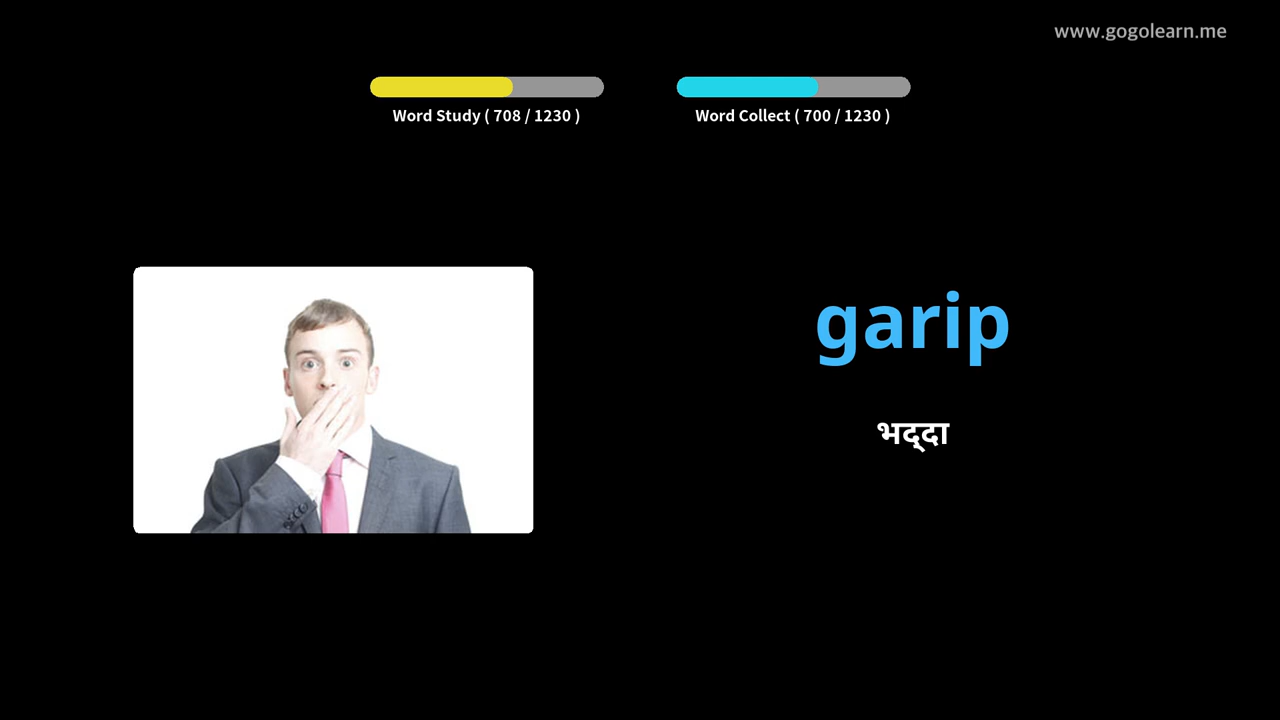 www.gogolearn.me
Word Study ( 708 / 1230 )
Word Collect ( 700 / 1230 )
garip
भद्‌दा